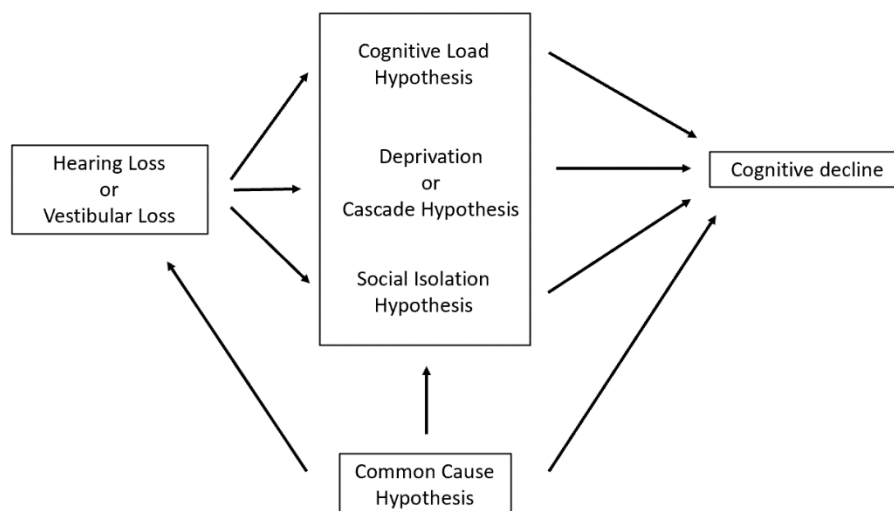 Cognitive Load
Hypothesis
Hearing Loss
or
Vestibular Loss
Deprivation
or
Cascade Hypothesis
Cognitive decline
Social Isolation
Hypothesis
Common Cause
Hypothesis